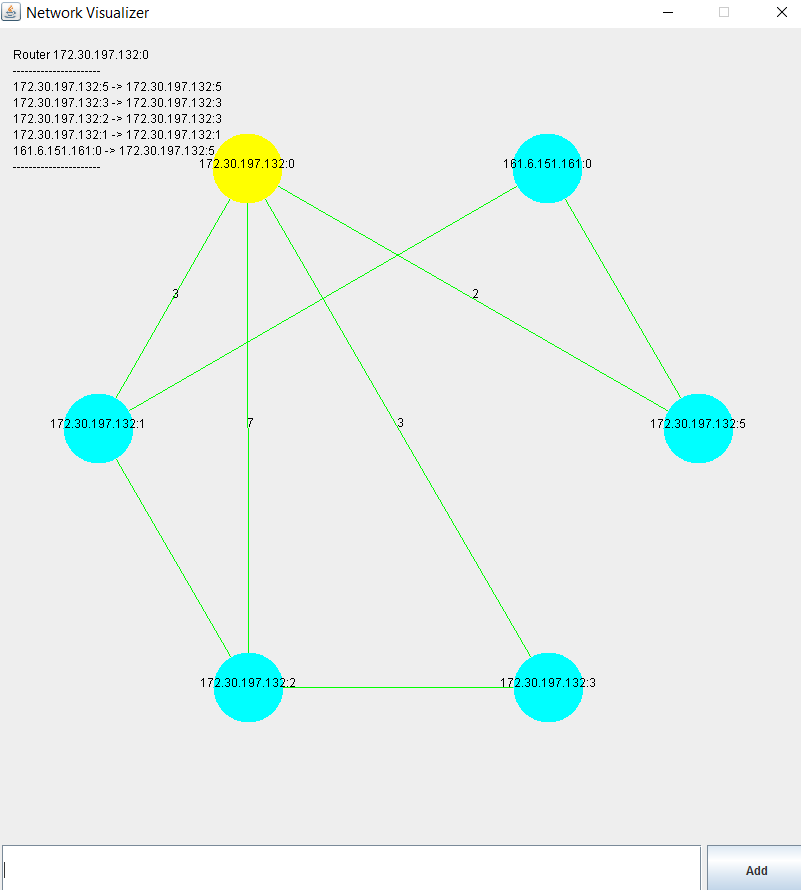 Network Visualizer
Router 172.30.197.132:0
----------------------
172.30.197.132:5 -> 172.30.197.132:5
172.30.197.132:3 -> 172.30.197.132:3
172.30.197.132:2 -> 172.30.197.132:3
172.30.197.132:1 -> 172.30.197.132:1
161.6.151.161:0 -> 172.30.197.132:5
----------------------
172.30.197.132:0
161.6.151.161:0
3
2
172.30.197.132:1
7
3
172.30.197.132:5
172.30.197.132:2
172.30.197.132:3
Add